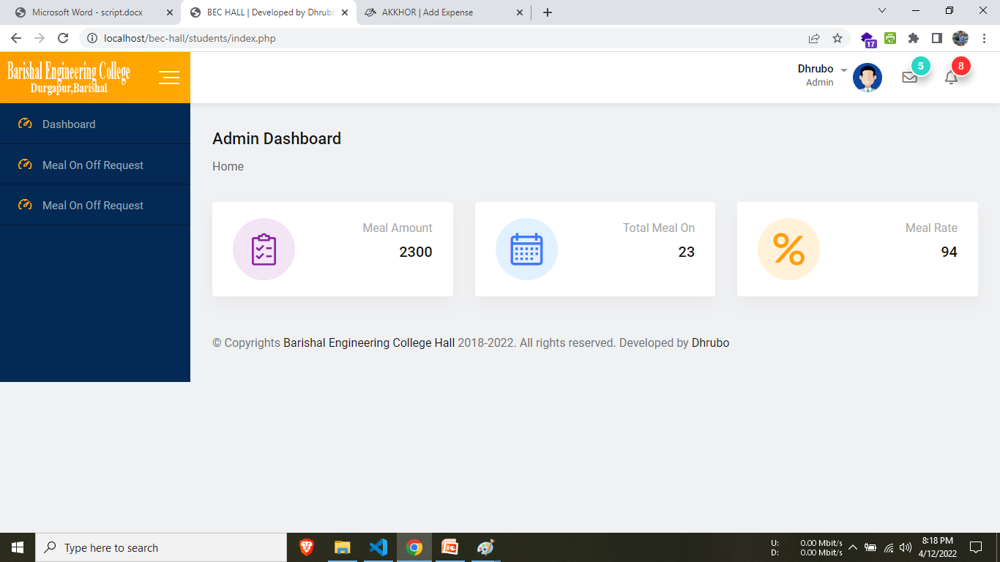 Microsoft Word - script.docx
BEC HALL | Developed by Dhrubo
AKKHOR | Add Expense
localhost/bec-hall/students/index.php
17
Barishal Engineering College
Durgapur,Barishal
Dhrubo
Admin
5
8
Dashboard
Meal On Off Request
Meal On Off Request
Admin Dashboard
Home
Meal Amount
2300
Total Meal On
23
Meal Rate
94
© Copyrights Barishal Engineering College Hall 2018-2022. All rights reserved. Developed by Dhrubo
Type here to search
U: 0.00 Mbit/s
D: 0.00 Mbit/s
8:18 PM
4/12/2022